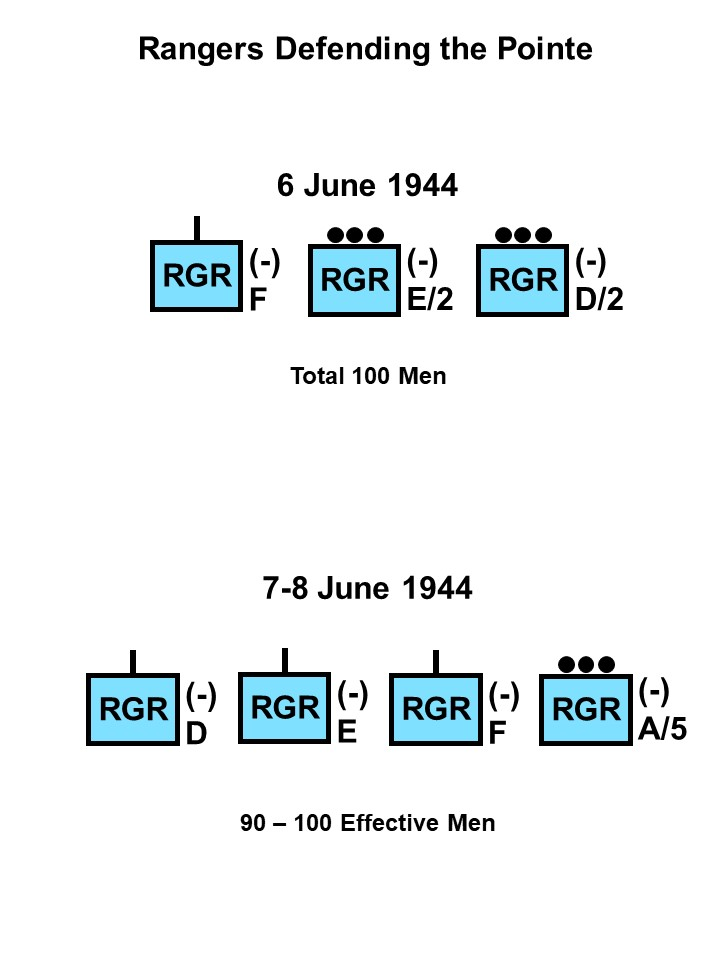 Rangers Defending the Pointe
6 June 1944
RGR (-) F RGR (-) E/2 RGR (-) D/2
Total 100 Men
7-8 June 1944
RGR (-) D RGR (-) E RGR (-) F RGR (-) A/5
90 – 100 Effective Men